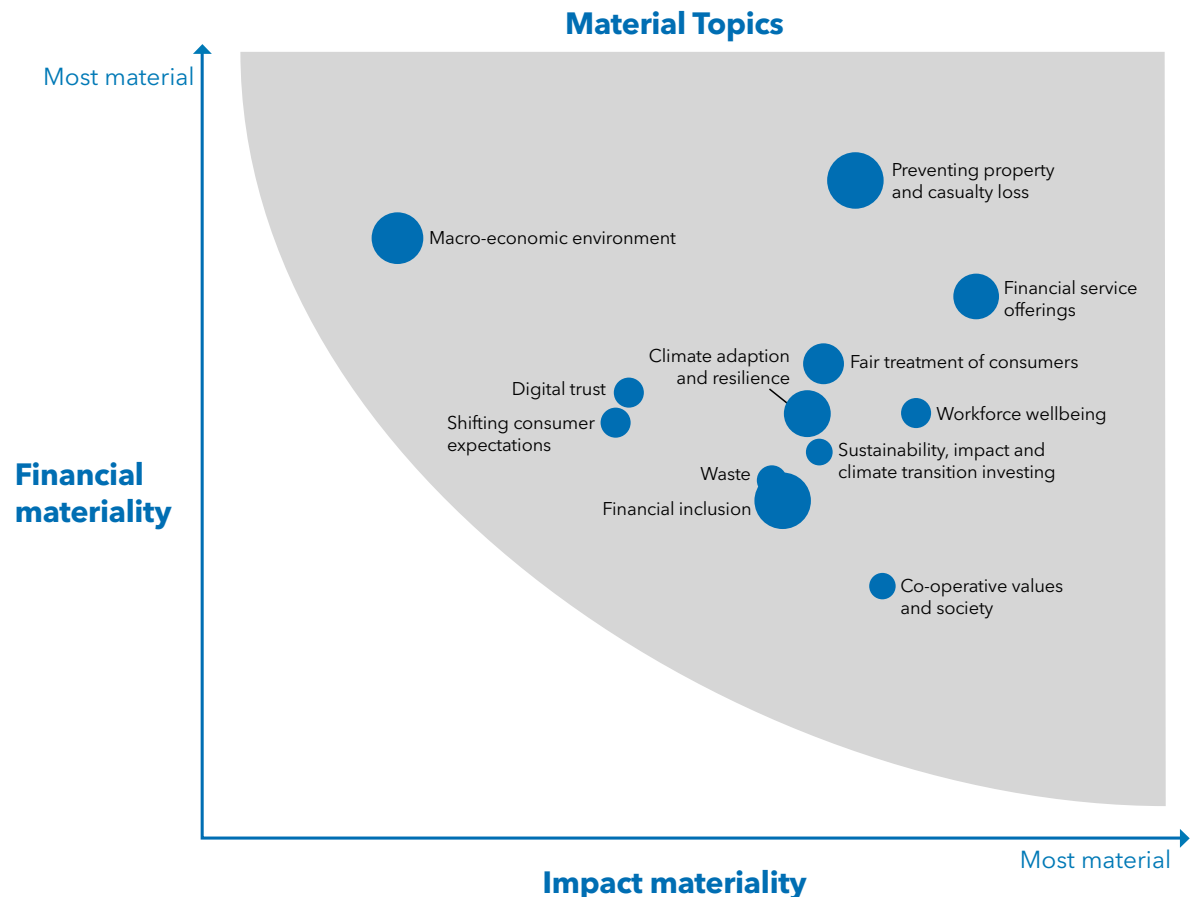 Material Topics
Most material
Preventing property
and casualty loss
Macro-economic environment
Financial service
offerings
Climate adaption
and resilience
Fair treatment of consumers
Digital trust
Shifting consumer
expectations
Workforce wellbeing
Sustainability, impact and
climate transition investing
Waste
Financial inclusion
Financial
materiality
Co-operative values
and society
Most material
Impact materiality